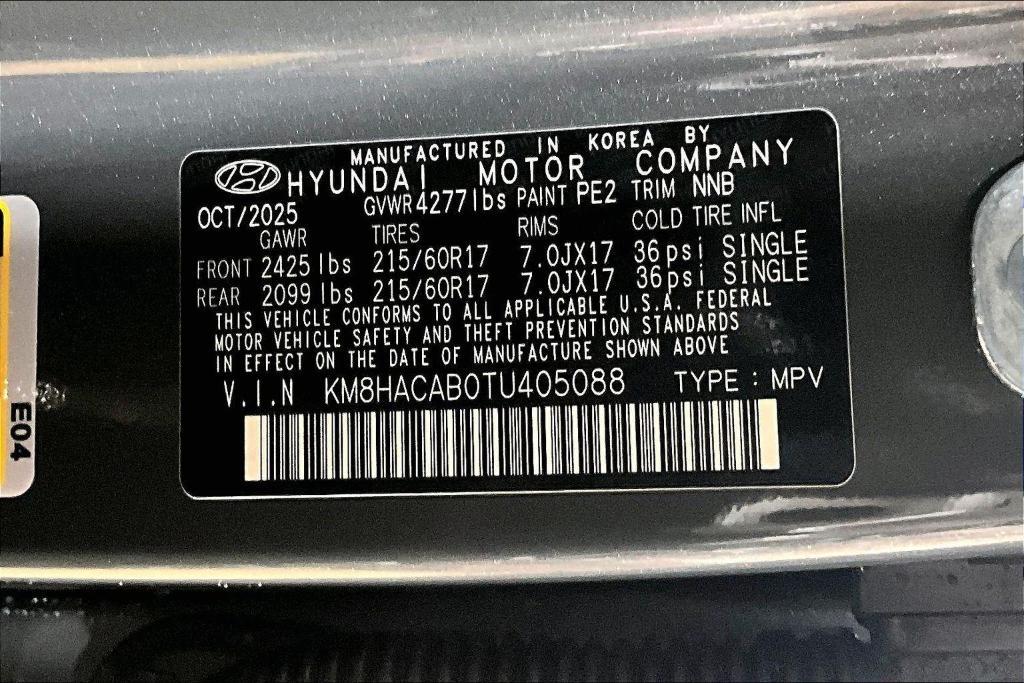 MANUFACTURED IN KOREA BY
HYUNDAI MOTOR COMPANY
OCT/2025 GVWR 4277lbs PAINT PE2 TRIM NNB
GAWR TIRES RIMS COLD TIRE INFL
FRONT 2425 lbs 215/60R17 7.0JX17 36psi SINGLE
REAR 2099 lbs 215/60R17 7.0JX17 36psi SINGLE
THIS VEHICLE CONFORMS TO ALL APPLICABLE U.S.A. FEDERAL
MOTOR VEHICLE SAFETY AND THEFT PREVENTION STANDARDS
IN EFFECT ON THE DATE OF MANUFACTURE SHOWN ABOVE
V.I.N KM8HACAB0TU405088 TYPE : MPV
E04